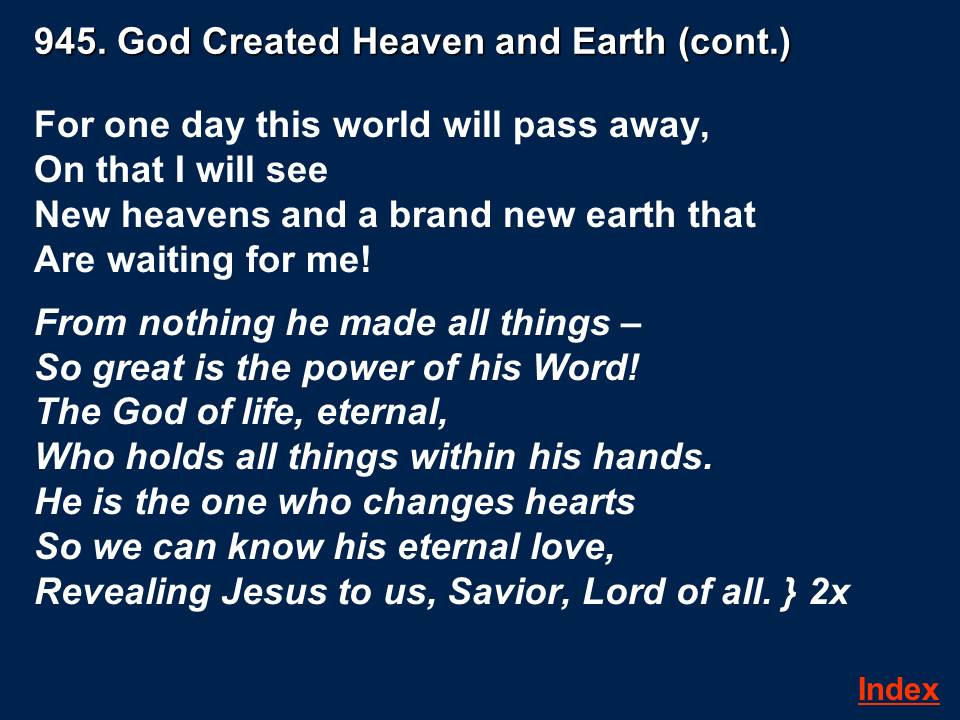 945. God Created Heaven and Earth (cont.)
For one day this world will pass away,
On that I will see
New heavens and a brand new earth that
Are waiting for me!
From nothing he made all things –
So great is the power of his Word!
The God of life, eternal,
Who holds all things within his hands.
He is the one who changes hearts
So we can know his eternal love,
Revealing Jesus to us, Savior, Lord of all. } 2x
Index